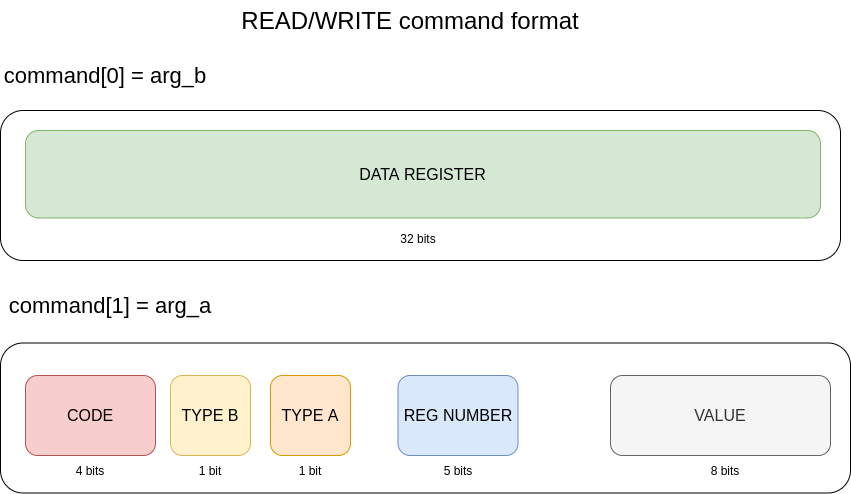 READ/WRITE command format
command[0] = arg_b
DATA REGISTER
32 bits
command[1] = arg_a
CODE
TYPE B
TYPE A
REG NUMBER
VALUE
4 bits
1 bit
1 bit
5 bits
8 bits